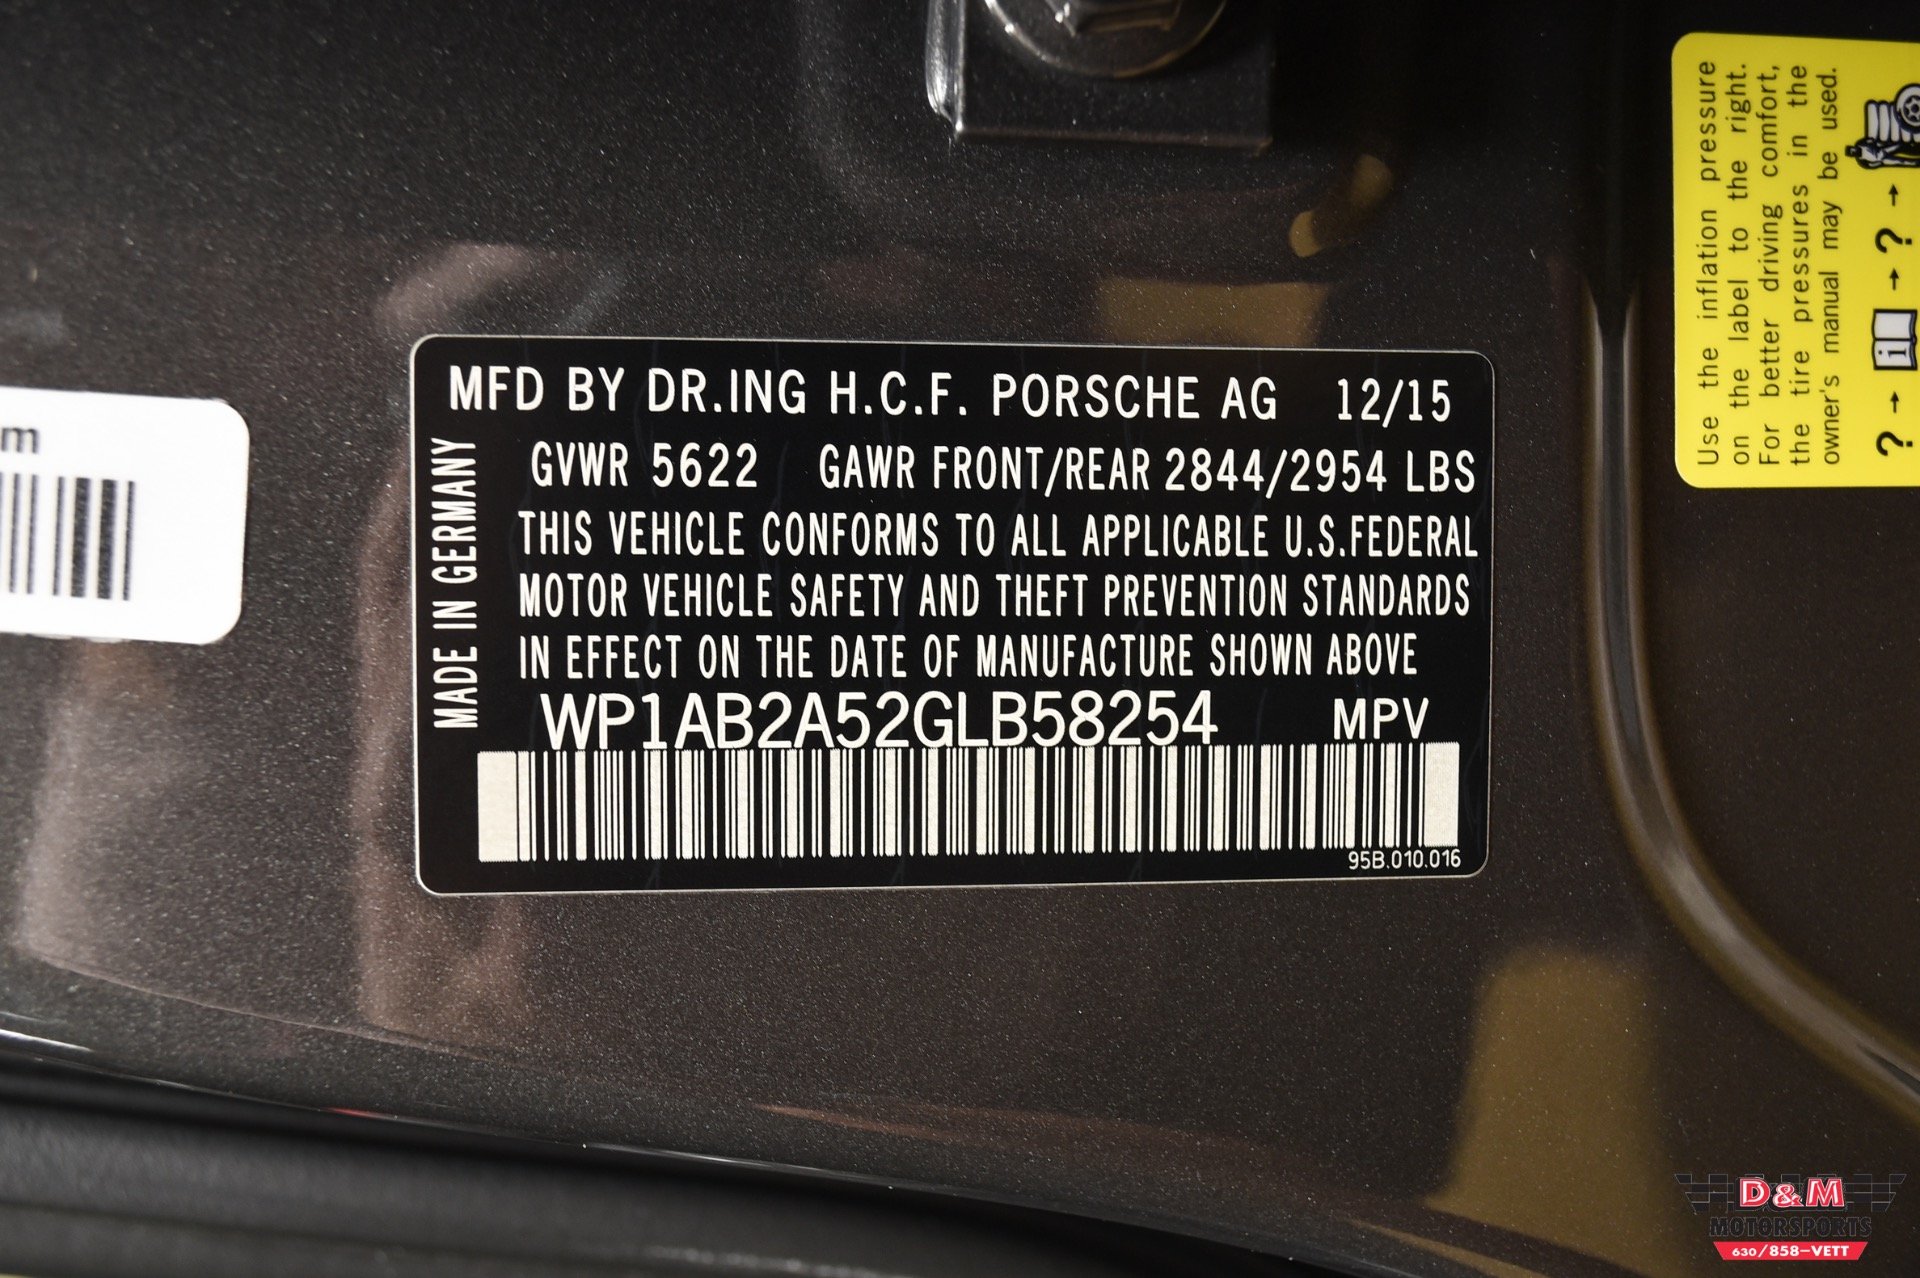 MFD BY DR.ING H.C.F. PORSCHE AG 12/15
GVWR 5622 GAWR FRONT/REAR 2844/2954 LBS
THIS VEHICLE CONFORMS TO ALL APPLICABLE U.S.FEDERAL
MOTOR VEHICLE SAFETY AND THEFT PREVENTION STANDARDS
IN EFFECT ON THE DATE OF MANUFACTURE SHOWN ABOVE
WP1AB2A52GLB58254 MPV
95B.010.016
MADE IN GERMANY
m
Use the inflation pressure
on the label to the right.
For better driving comfort,
the tire pressures in the
owner's manual may be used.
? → i → ? →
D&M
MOTORSPORTS
630/858-VETT